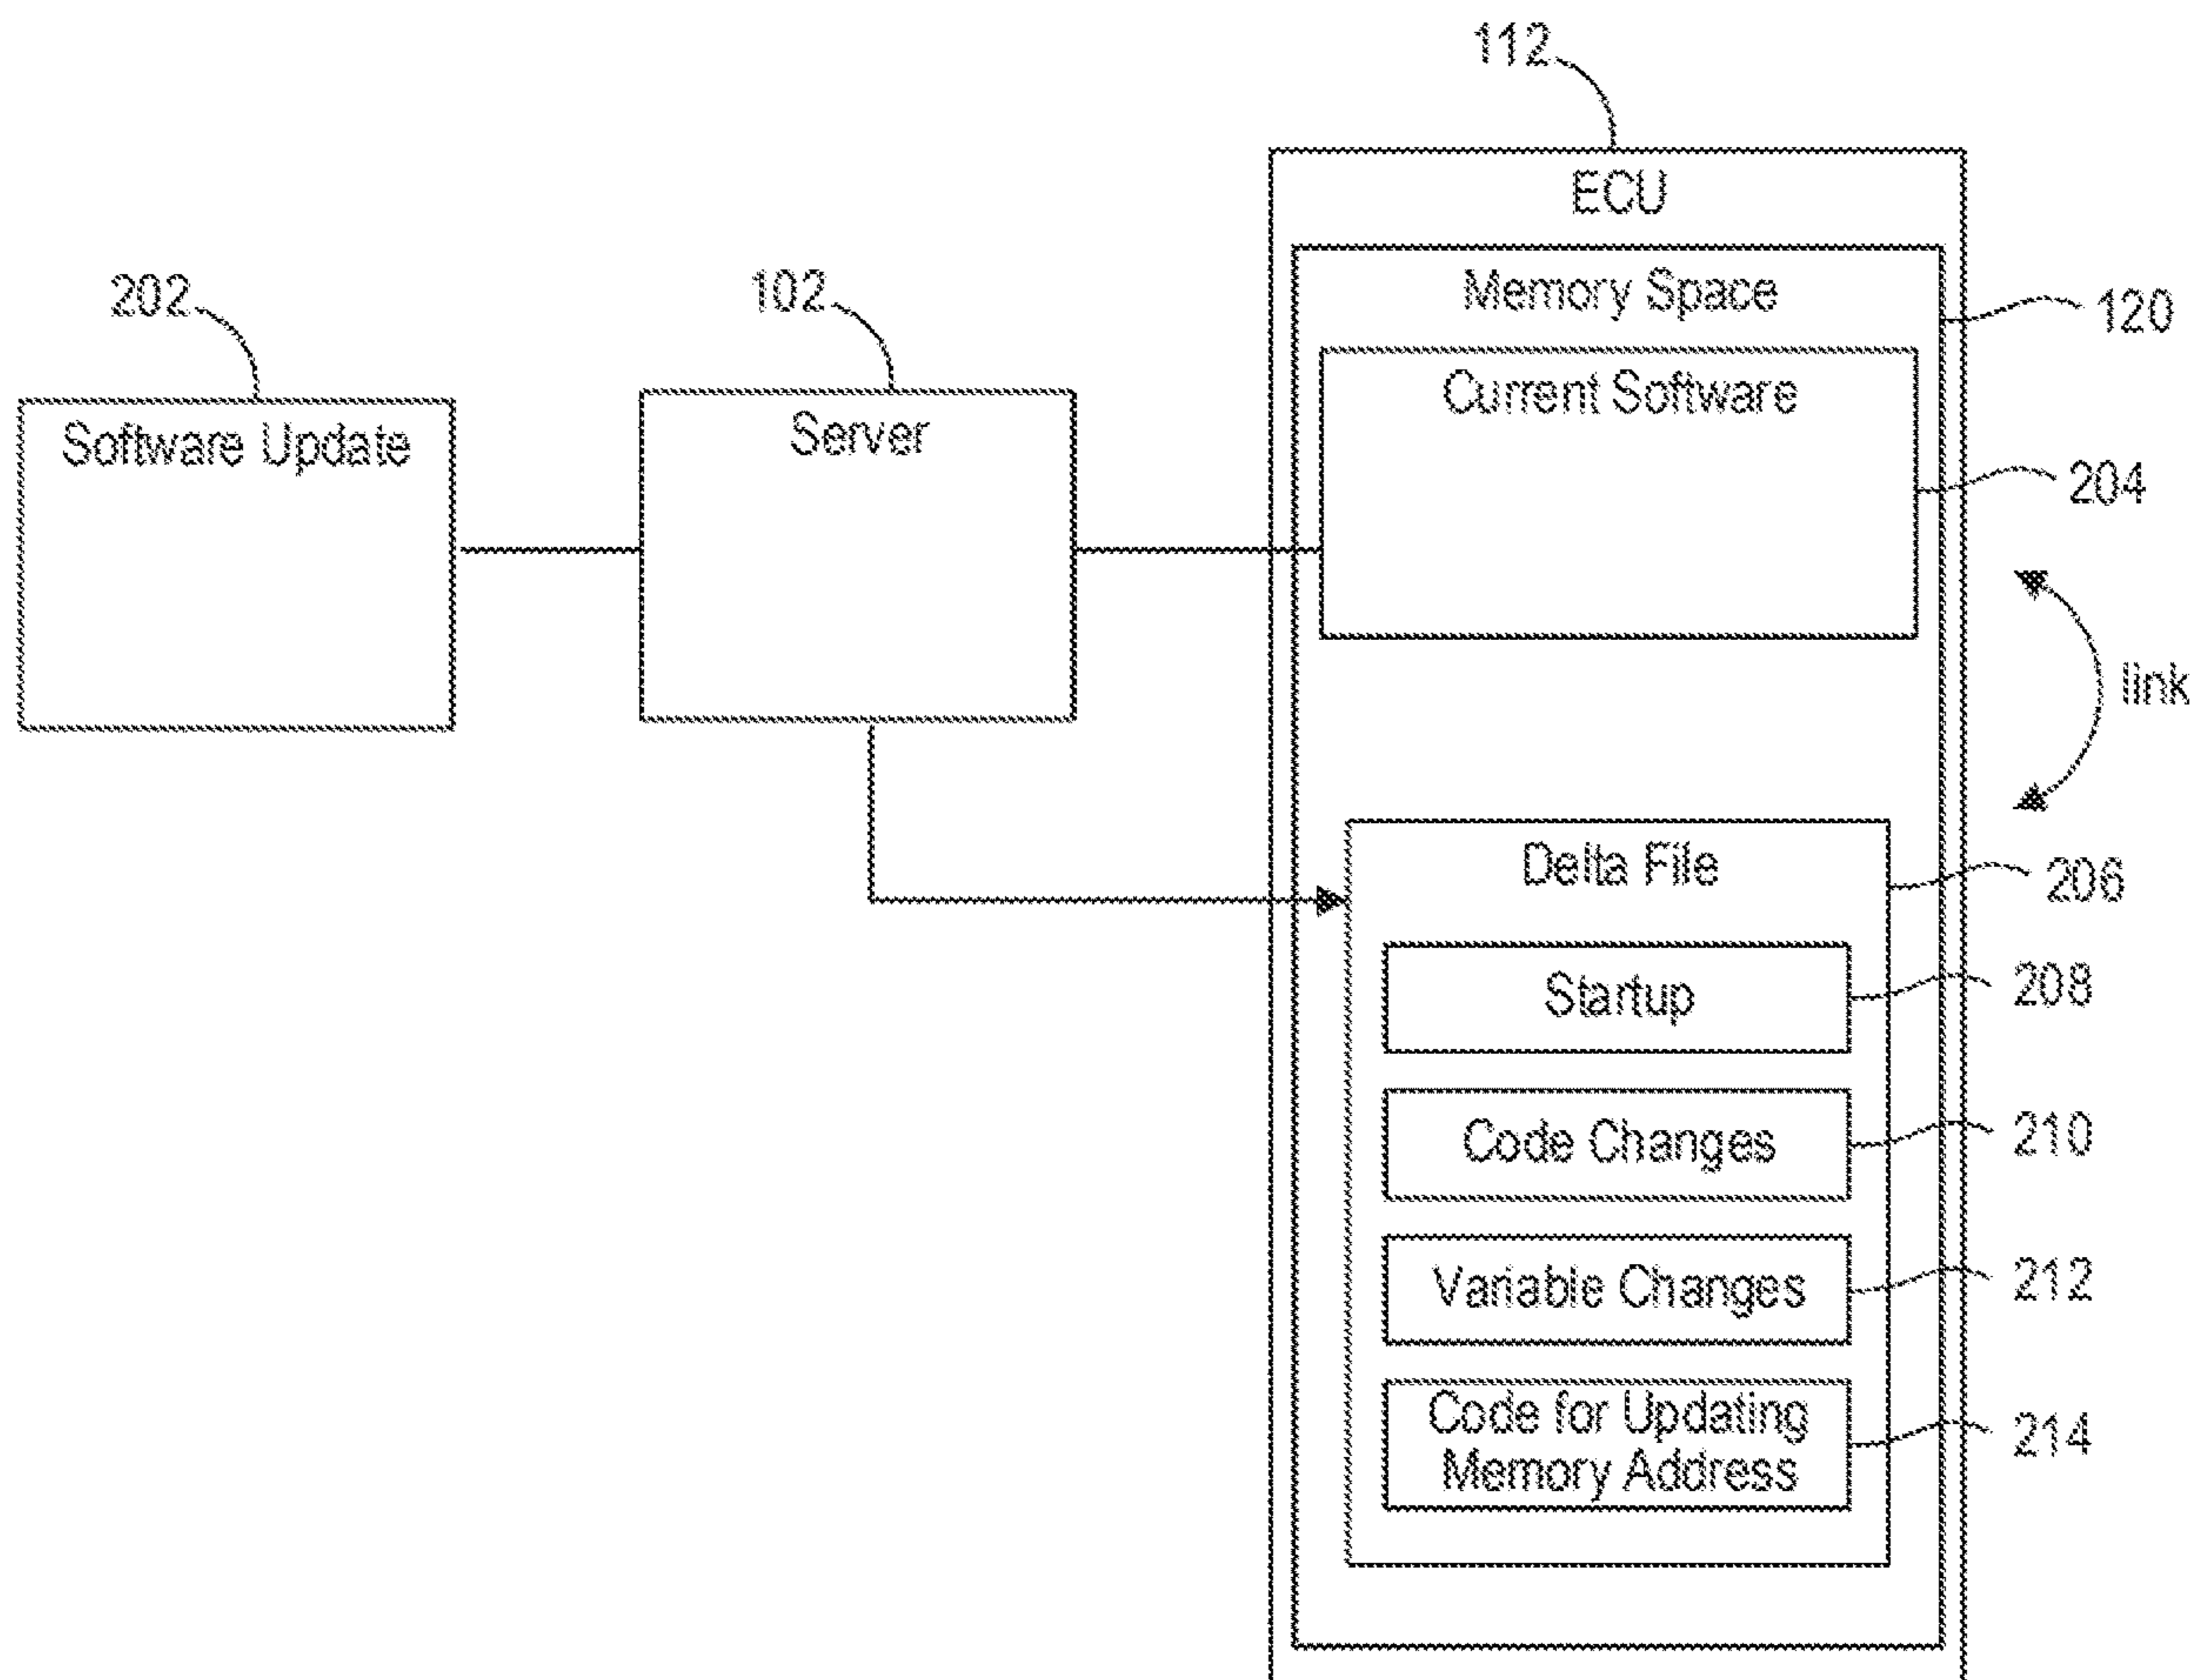 112
ECU
202
102
Memory Space
120
Software Update
Server
Current Software
204
link
Delta File
206
Startup
208
Code Changes
210
Variable Changes
212
Code for Updating
Memory Address
214